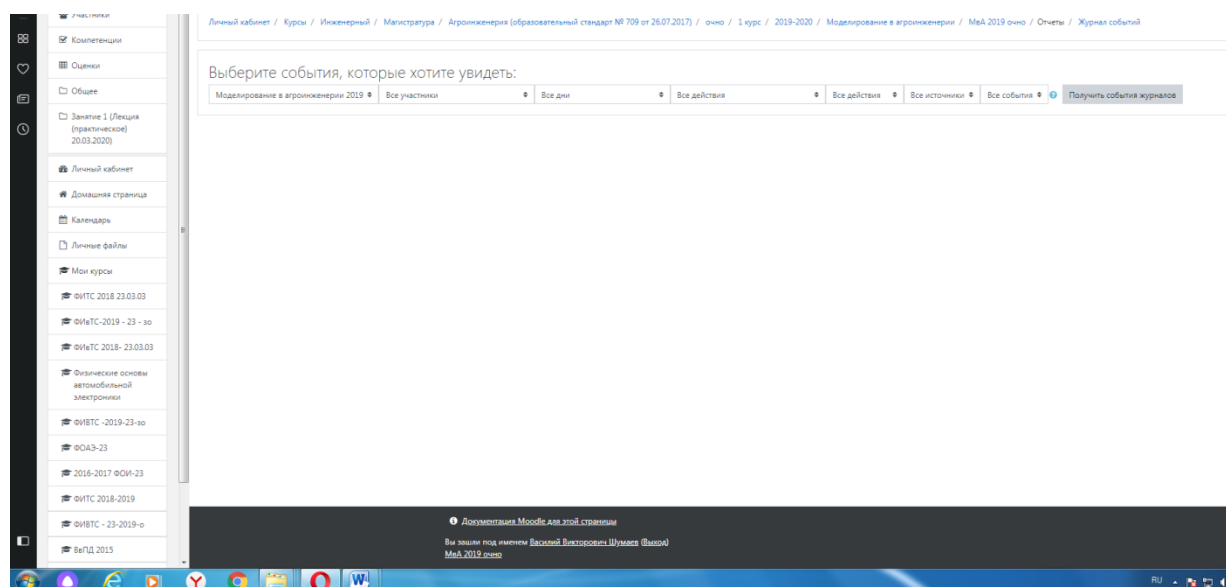 Участники
Компетенции
Оценки
Общее
Занятие 1 (Лекция
(практическое)
20.03.2020)
Личный кабинет
Домашняя страница
Календарь
Личные файлы
Мои курсы
ФИТС 2018 23.03.03
ФИвТС-2019 - 23 - зо
ФИвТС 2018- 23.03.03
Физические основы
автомобильной
электроники
ФИВТС -2019-23-зо
ФОАЭ-23
2016-2017 ФОИ-23
ФИТС 2018-2019
ФИВТС - 23-2019-о
ВвПД 2015
Личный кабинет / Курсы / Инженерный / Магистратура / Агроинженерия (образовательный стандарт № 709 от 26.07.2017) / очно / 1 курс / 2019-2020 / Моделирование в агроинженерии / МвА 2019 очно / Отчеты / Журнал событий
Выберите события, которые хотите увидеть:
Моделирование в агроинженерии 2019 Все участники Все дни Все действия Все действия Все источники Все события Получить события журналов
Документация Moodle для этой страницы
Вы зашли под именем Василий Викторович Шумаев (Выход)
МвА 2019 очно
RU